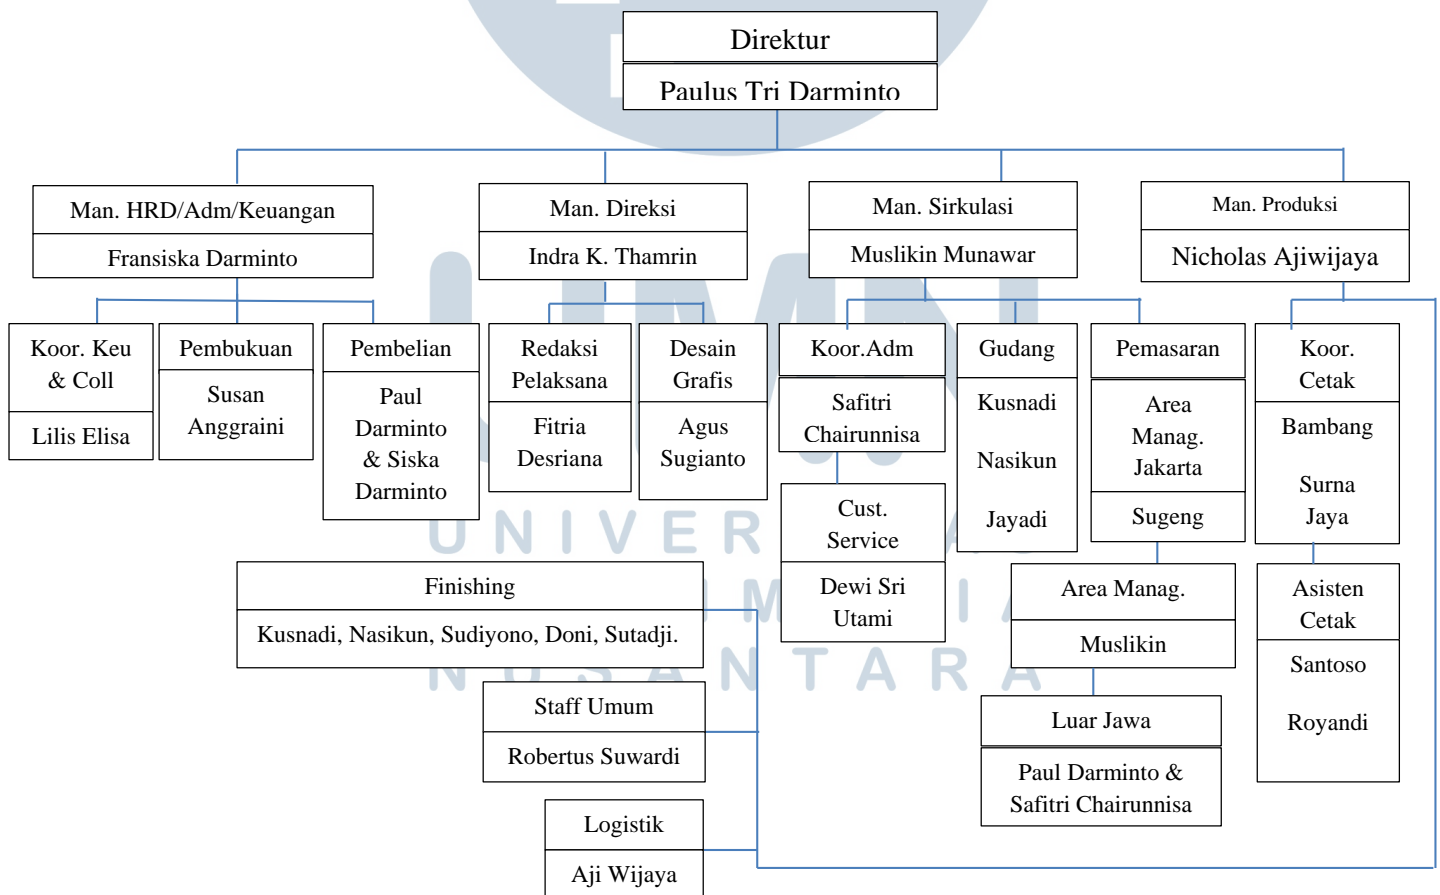 Direktur
Paulus Tri Darminto
Man. HRD/Adm/Keuangan
Fransiska Darminto
Man. Direksi
Indra K. Thamrin
Man. Sirkulasi
Muslikin Munawar
Man. Produksi
Nicholas Ajiwijaya
Koor. Keu
& Coll
Lilis Elisa
Pembukuan
Susan
Anggraini
Pembelian
Paul
Darminto
& Siska
Darminto
Redaksi
Pelaksana
Fitria
Desriana
Desain
Grafis
Agus
Sugianto
Koor.Adm
Safitri
Chairunnisa
Cust.
Service
Dewi Sri
Utami
Gudang
Kusnadi
Nasikun
Jayadi
Pemasaran
Area
Manag.
Jakarta
Sugeng
Area Manag.
Muslikin
Luar Jawa
Paul Darminto &
Safitri Chairunnisa
Koor.
Cetak
Bambang
Surna
Jaya
Asisten
Cetak
Santoso
Royandi
Finishing
Kusnadi, Nasikun, Sudiyono, Doni, Sutadji.
Staff Umum
Robertus Suwardi
Logistik
Aji Wijaya
UMN
UNIVER
NUSANTARA